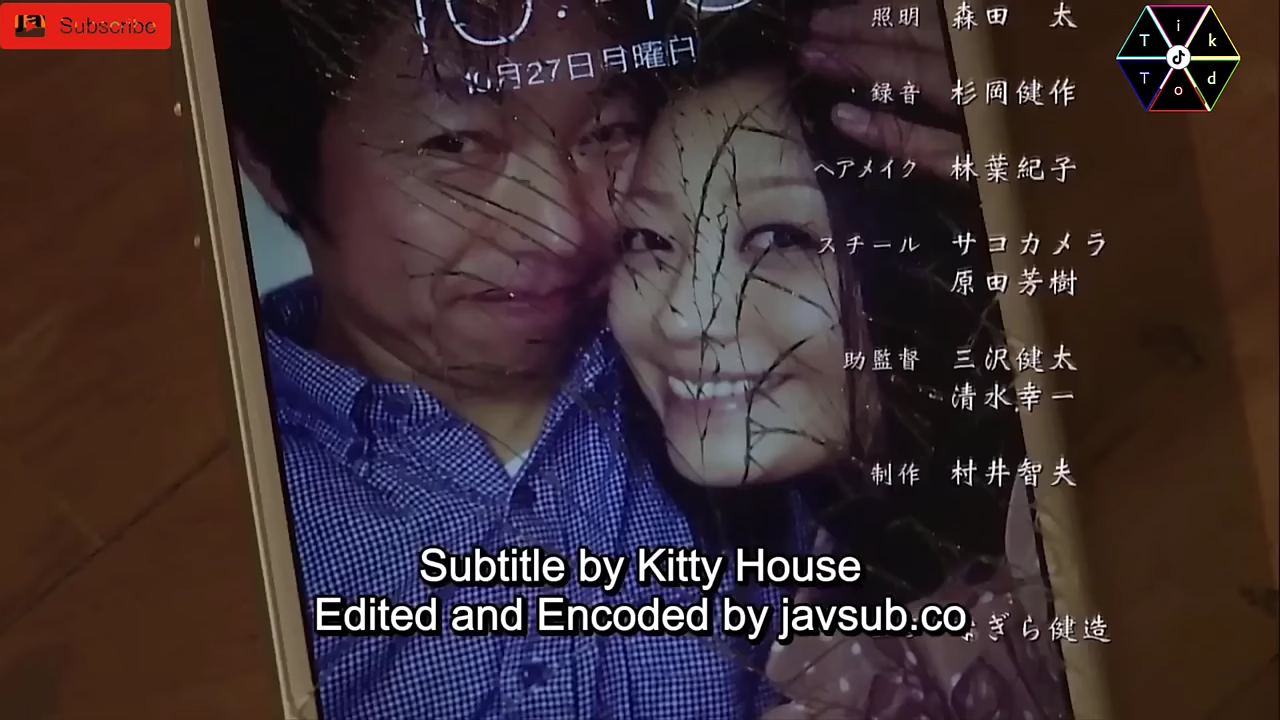 Subscribe
T i k T o d
10月27日月曜日
照明 森田 太
録音 杉岡健作
ヘアメイク 林葉紀子
スチール サヨカメラ
原田芳樹
助監督 三沢健太
清水幸一
制作 村井智夫
ぎら健造
Subtitle by Kitty House
Edited and Encoded by javsub.co